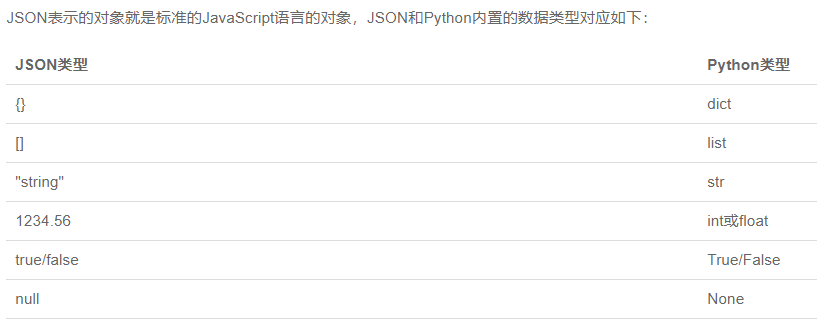 JSON表示的对象就是标准的JavaScript语言的对象，JSON和Python内置的数据类型对应如下：
JSON类型 Python类型
{} dict
[] list
"string" str
1234.56 int或float
true/false True/False
null None